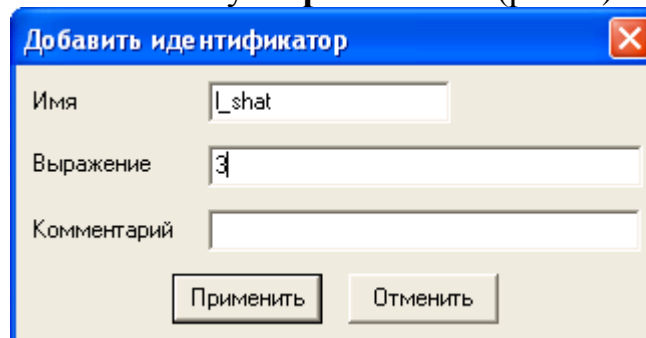 Добавить идентификатор
Имя l_shat
Выражение 3
Комментарий
Применить Отменить